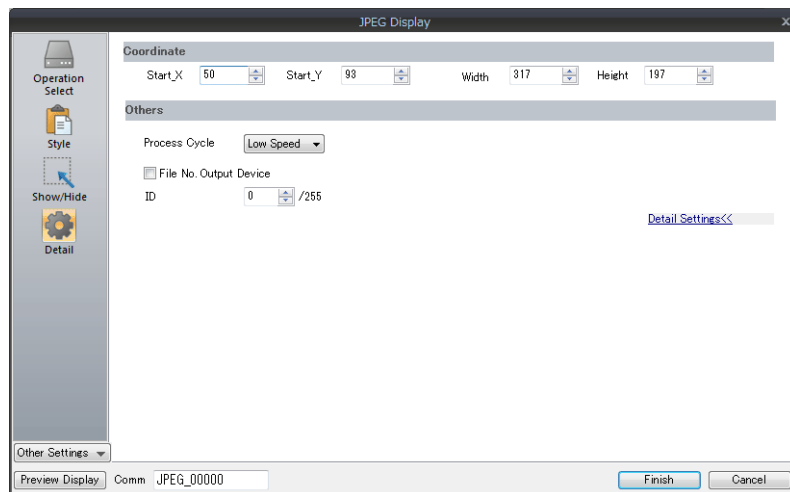 JPEG Display
Operation
Select
Style
Show/Hide
Detail
Coordinate
Start_X 50 Start_Y 93 Width 317 Height 197
Others
Process Cycle Low Speed
File No. Output Device
ID 0 /255
Detail Settings<<
Other Settings
Preview Display Comm JPEG_00000 Finish Cancel